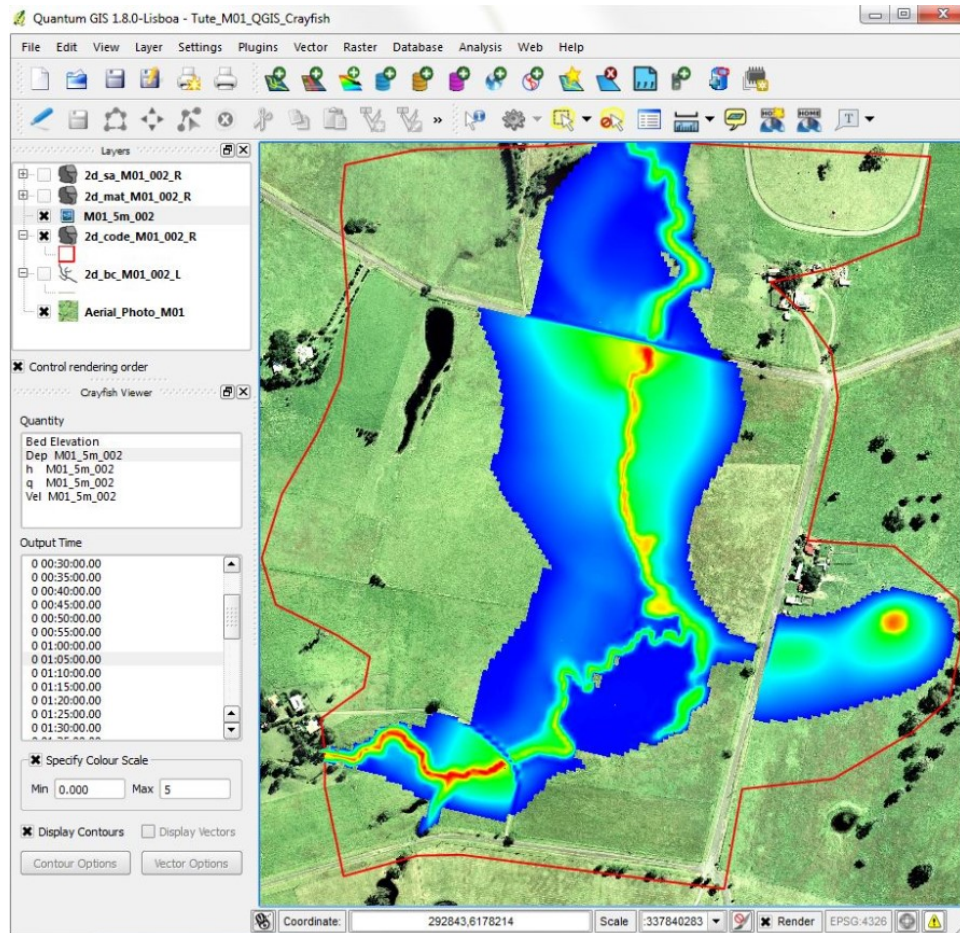 Quantum GIS 1.8.0-Lisboa - Tute_M01_QGIS_Crayfish
File Edit View Layer Settings Plugins Vector Raster Database Analysis Web Help
Layers
2d_sa_M01_002_R
2d_mat_M01_002_R
M01_5m_002
2d_code_M01_002_R
2d_bc_M01_002_L
Aerial_Photo_M01
Control rendering order
Crayfish Viewer
Quantity
Bed Elevation
Dep M01_5m_002
h M01_5m_002
q M01_5m_002
Vel M01_5m_002
Output Time
0 00:30:00.00
0 00:35:00.00
0 00:40:00.00
0 00:45:00.00
0 00:50:00.00
0 00:55:00.00
0 01:00:00.00
0 01:05:00.00
0 01:10:00.00
0 01:15:00.00
0 01:20:00.00
0 01:25:00.00
0 01:30:00.00
Specify Colour Scale
Min 0.000 Max 5
Display Contours Display Vectors
Contour Options Vector Options
Coordinate: 292843,6178214 Scale :337840283 Render EPSG:4326